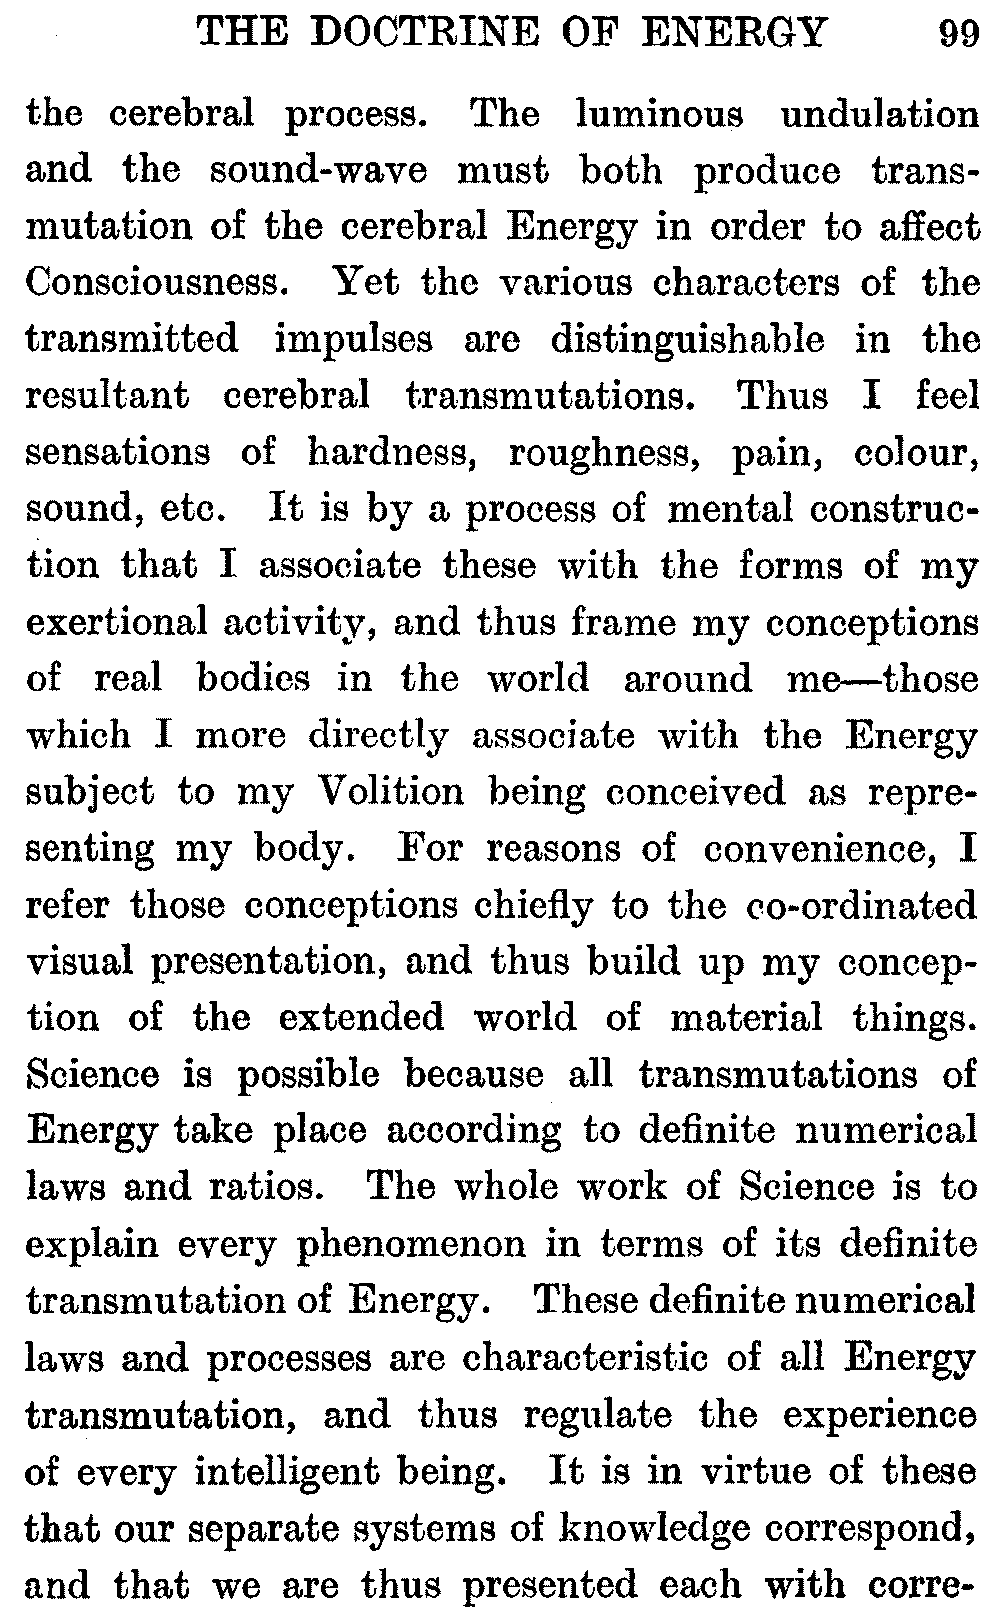 THE DOCTRINE OF ENERGY 99
the cerebral process. The luminous undulation
and the sound-wave must both produce trans-
mutation of the cerebral Energy in order to affect
Consciousness. Yet the various characters of the
transmitted impulses are distinguishable in the
resultant cerebral transmutations. Thus I feel
sensations of hardness, roughness, pain, colour,
sound, etc. It is by a process of mental construc-
tion that I associate these with the forms of my
exertional activity, and thus frame my conceptions
of real bodies in the world around me—those
which I more directly associate with the Energy
subject to my Volition being conceived as repre-
senting my body. For reasons of convenience, I
refer those conceptions chiefly to the co-ordinated
visual presentation, and thus build up my concep-
tion of the extended world of material things.
Science is possible because all transmutations of
Energy take place according to definite numerical
laws and ratios. The whole work of Science is to
explain every phenomenon in terms of its definite
transmutation of Energy. These definite numerical
laws and processes are characteristic of all Energy
transmutation, and thus regulate the experience
of every intelligent being. It is in virtue of these
that our separate systems of knowledge correspond,
and that we are thus presented each with corre-